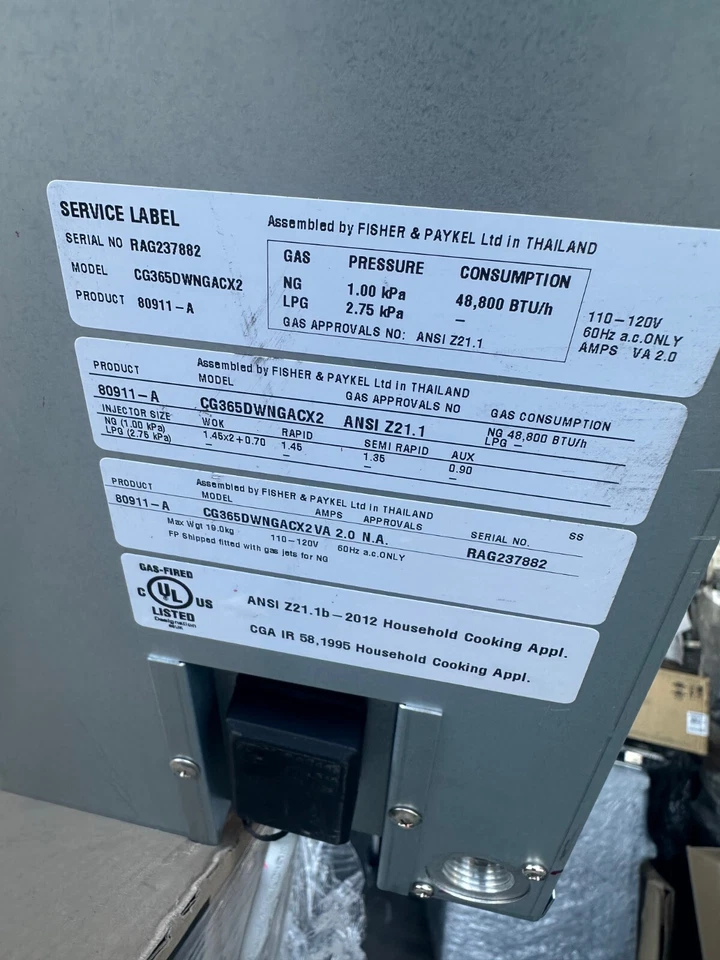 SERVICE LABEL
Assembled by FISHER & PAYKEL Ltd in THAILAND
SERIAL NO RAG237882
MODEL CG365DWNGACX2
PRODUCT 80911-A
GAS PRESSURE CONSUMPTION
NG 1.00 kPa 48,800 BTU/h
LPG 2.75 kPa –
GAS APPROVALS NO: ANSI Z21.1
110-120V
60Hz a.c.ONLY
AMPS VA 2.0
Assembled by FISHER & PAYKEL Ltd in THAILAND
PRODUCT MODEL GAS APPROVALS NO GAS CONSUMPTION
80911-A CG365DWNGACX2 ANSI Z21.1 NG 48,800 BTU/h
LPG –
INJECTOR SIZE WOK RAPID SEMI RAPID AUX
NG (1.00 kPa) 1.45x2+0.70 1.45 1.35 0.90
LPG (2.75 kPa) – – – –
Assembled by FISHER & PAYKEL Ltd in THAILAND
PRODUCT MODEL AMPS APPROVALS SERIAL NO. SS
80911-A CG365DWNGACX2 VA 2.0 N.A. RAG237882
Max Wgt 19.0kg 110-120V 60Hz a.c.ONLY
FP Shipped fitted with gas jets for NG
GAS-FIRED
C UL US
LISTED
Designation
ANSI Z21.1b-2012 Household Cooking Appl.
CGA IR 58,1995 Household Cooking Appl.